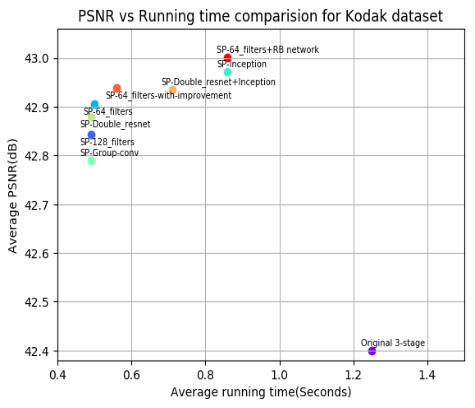 PSNR vs Running time comparision for Kodak dataset
43.0
42.9
42.8
42.7
42.6
42.5
42.4
Average PSNR(dB)
SP-64_filters+RB network
SP-Inception
SP-Double_resnet+Inception
SP-64_filters-with-improvement
SP-64_filters
SP-Double_resnet
SP-128_filters
SP-Group-conv
Original 3-stage
0.4 0.6 0.8 1.0 1.2 1.4
Average running time(Seconds)